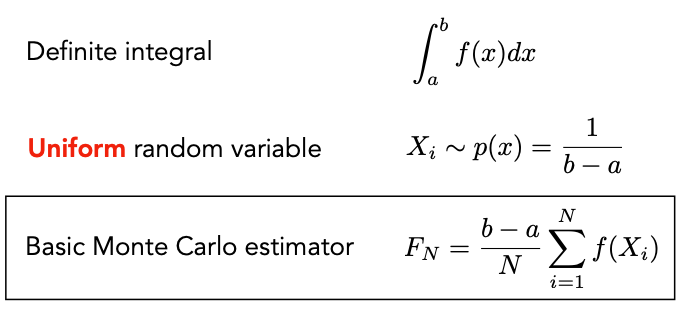 Definite integral ∫_a^b f(x)dx
Uniform random variable X_i ∼ p(x) = 1/(b − a)
Basic Monte Carlo estimator F_N = (b − a)/N ∑_{i=1}^{N} f(X_i)